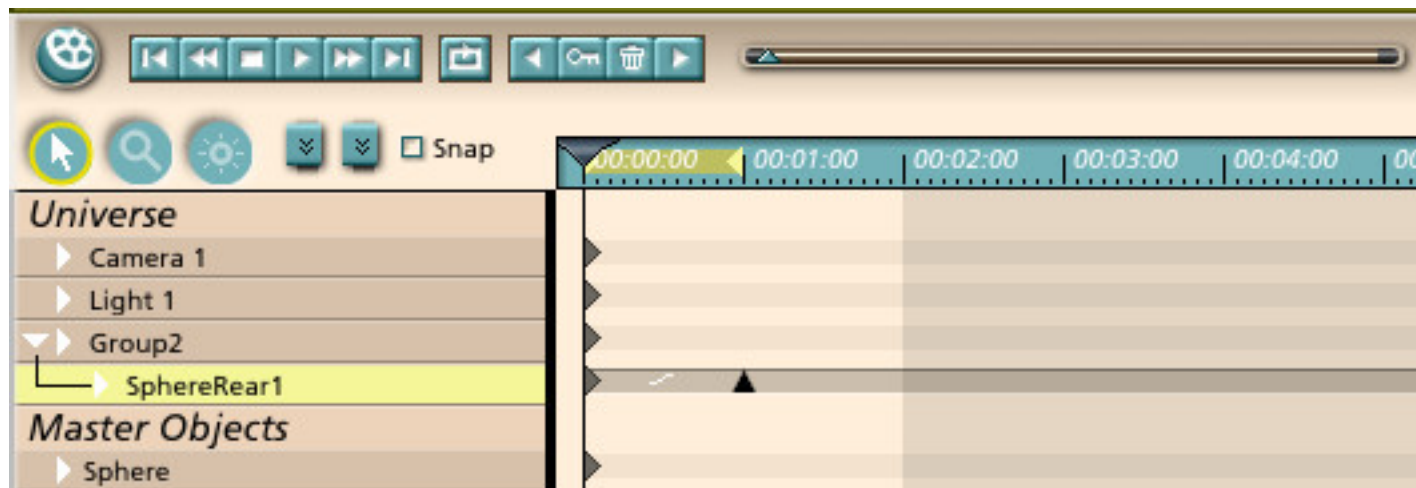 Snap
00:00:00 00:01:00 00:02:00 00:03:00 00:04:00 00
Universe
Camera 1
Light 1
Group2
SphereRear1
Master Objects
Sphere